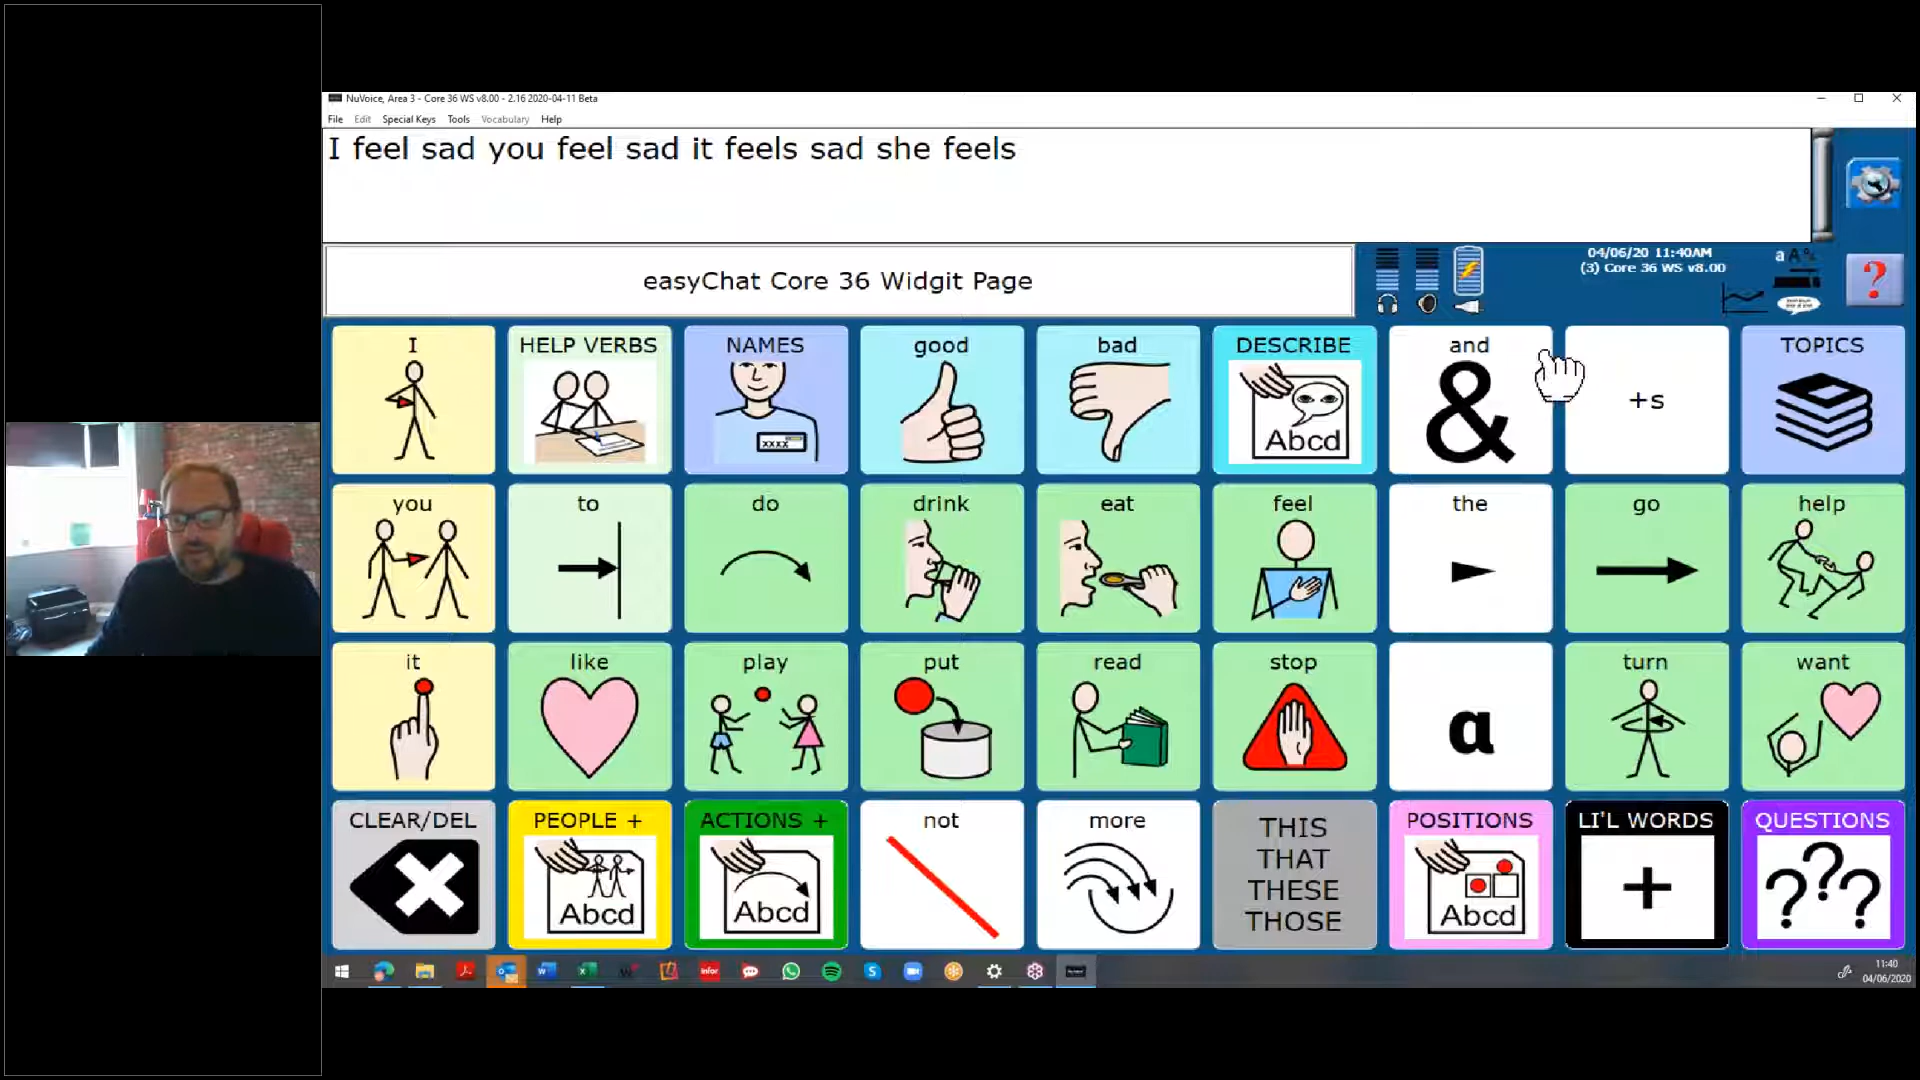 NuVoice, Area 3 - Core 36 WS v8.00 - 2.16 2020-04-11 Beta
File Edit Special Keys Tools Vocabulary Help
I feel sad you feel sad it feels sad she feels
easyChat Core 36 Widgit Page
04/06/20 11:40AM
(3) Core 36 WS v8.00
I HELP VERBS NAMES good bad DESCRIBE and +s TOPICS
XXXX
Abcd
&
you to do drink eat feel the go help
it like play put read stop a turn want
CLEAR/DEL PEOPLE + ACTIONS + not more THIS POSITIONS LI'L WORDS QUESTIONS
THAT
THESE
THOSE
Abcd Abcd Abcd + ???
11:40
04/06/2020